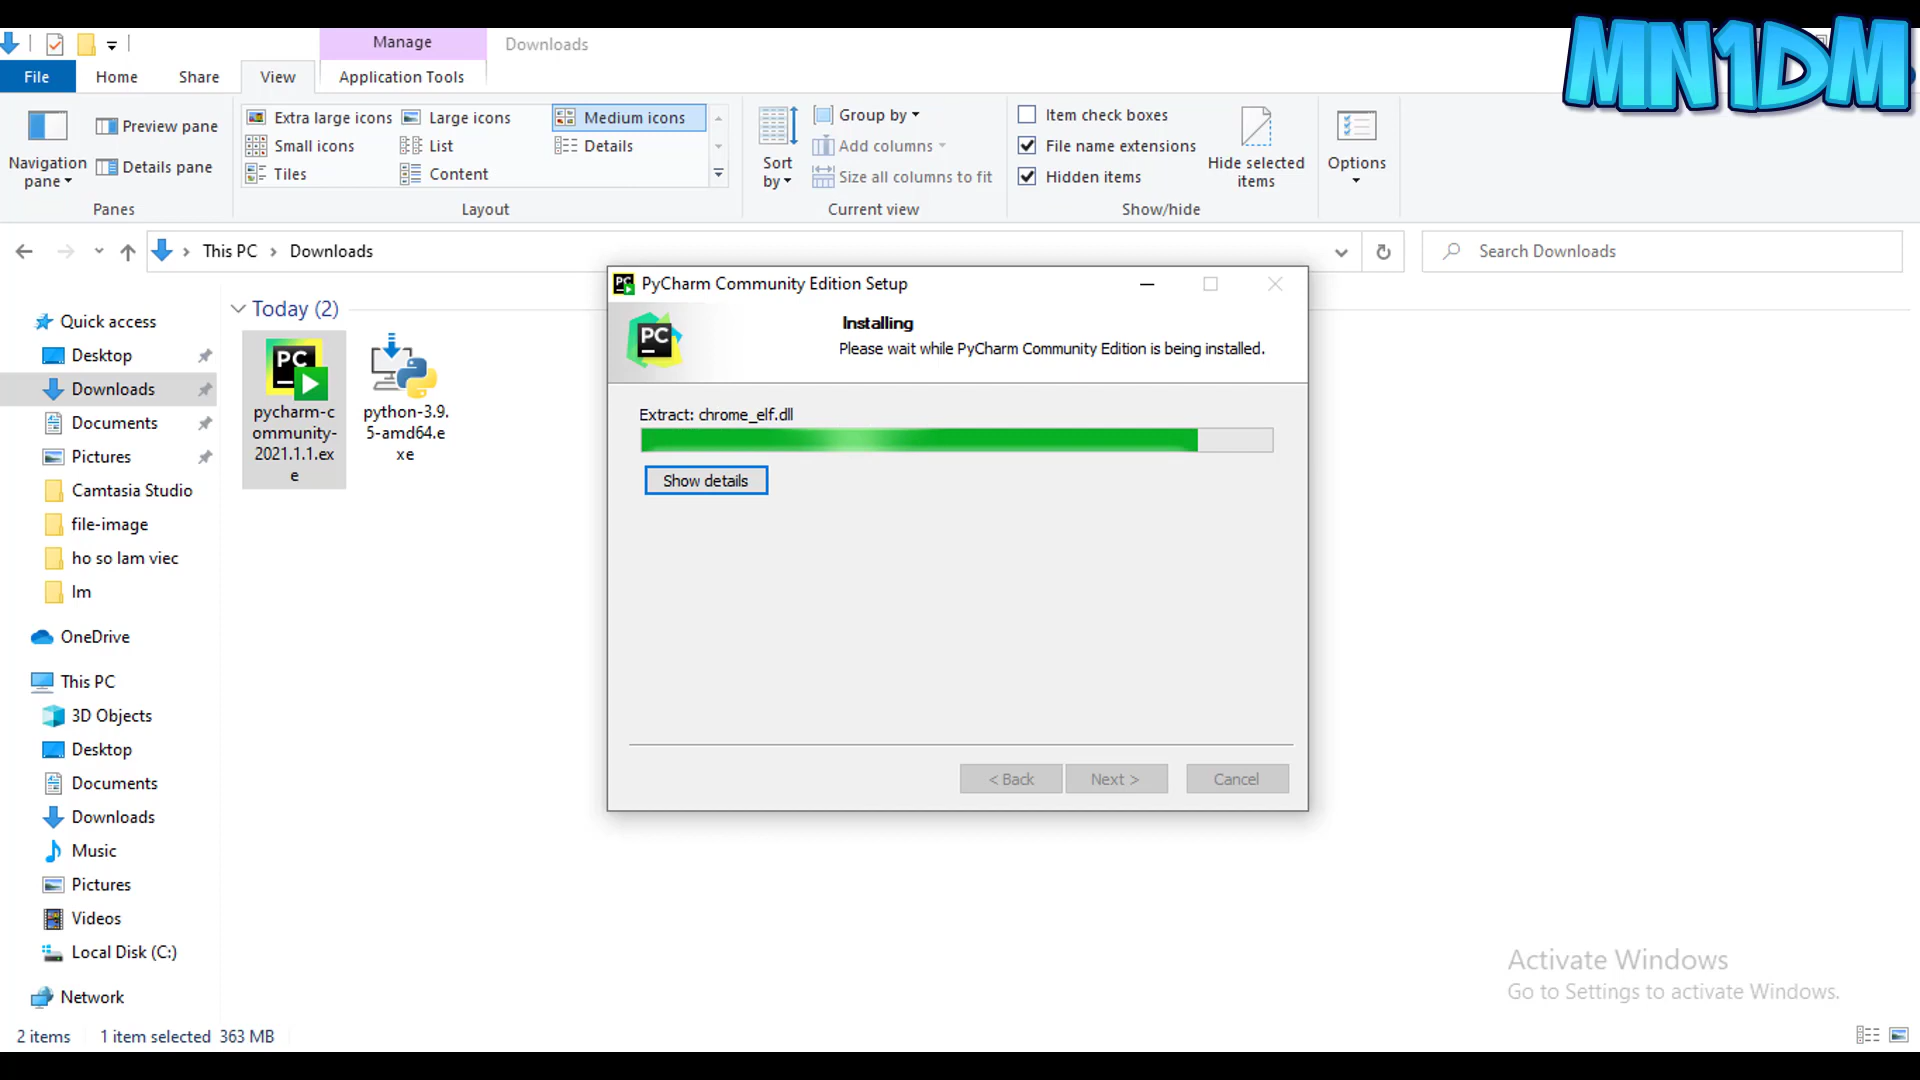 MN1DM
Manage
Downloads
File
Home
Share
View
Application Tools
Navigation pane
Preview pane
Details pane
Panes
Extra large icons
Large icons
Medium icons
Small icons
List
Details
Tiles
Content
Layout
Sort by
Group by
Add columns
Size all columns to fit
Current view
Item check boxes
File name extensions
Hidden items
Hide selected items
Show/hide
Options
This PC
Downloads
Search Downloads
Quick access
Desktop
Downloads
Documents
Pictures
Camtasia Studio
file-image
ho so lam viec
lm
OneDrive
This PC
3D Objects
Desktop
Documents
Downloads
Music
Pictures
Videos
Local Disk (C:)
Network
Today (2)
PC
pycharm-c
ommunity-
2021.1.1.ex
e
python-3.9.
5-amd64.e
xe
PC
PyCharm Community Edition Setup
PC
Installing
Please wait while PyCharm Community Edition is being installed.
Extract: chrome_elf.dll
Show details
< Back
Next >
Cancel
Activate Windows
Go to Settings to activate Windows.
2 items
1 item selected 363 MB